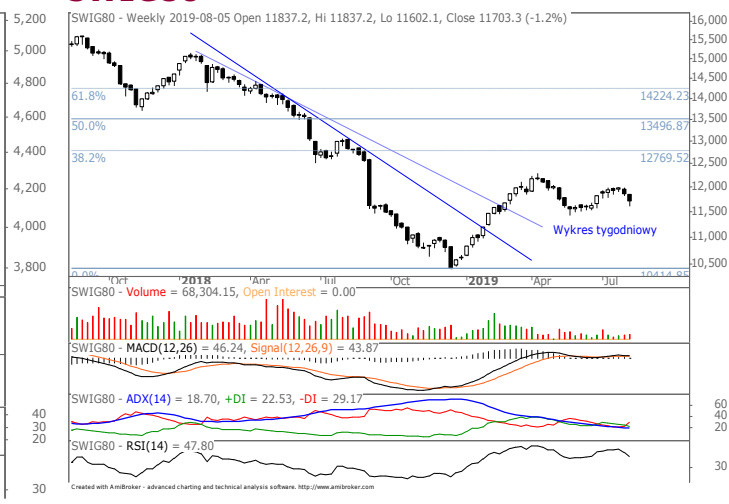 SWIG80 - Weekly 2019-08-05 Open 11837.2, Hi 11837.2, Lo 11602.1, Close 11703.3 (-1.2%)
5,200
5,000
4,800
4,600
4,400
4,200
4,000
3,800
16,000
15,500
15,000
14,500
14,000
13,500
13,000
12,500
12,000
11,500
11,000
10,500
61.8%
14224.23
50.0%
13496.87
38.2%
12769.52
Wykres tygodniowy
0.0%
10414.85
'Oct
'2018
'Apr
'Jul
'Oct
'2019
'Apr
'Jul
SWIG80 - Volume = 68,304.15, Open Interest = 0.00
SWIG80 - MACD(12,26) = 46.24, Signal(12,26,9) = 43.87
SWIG80 - ADX(14) = 18.70, +DI = 22.53, -DI = 29.17
40
30
20
60
40
20
SWIG80 - RSI(14) = 47.80
30
30
Created with AmiBroker - advanced charting and technical analysis software. http://www.amibroker.com